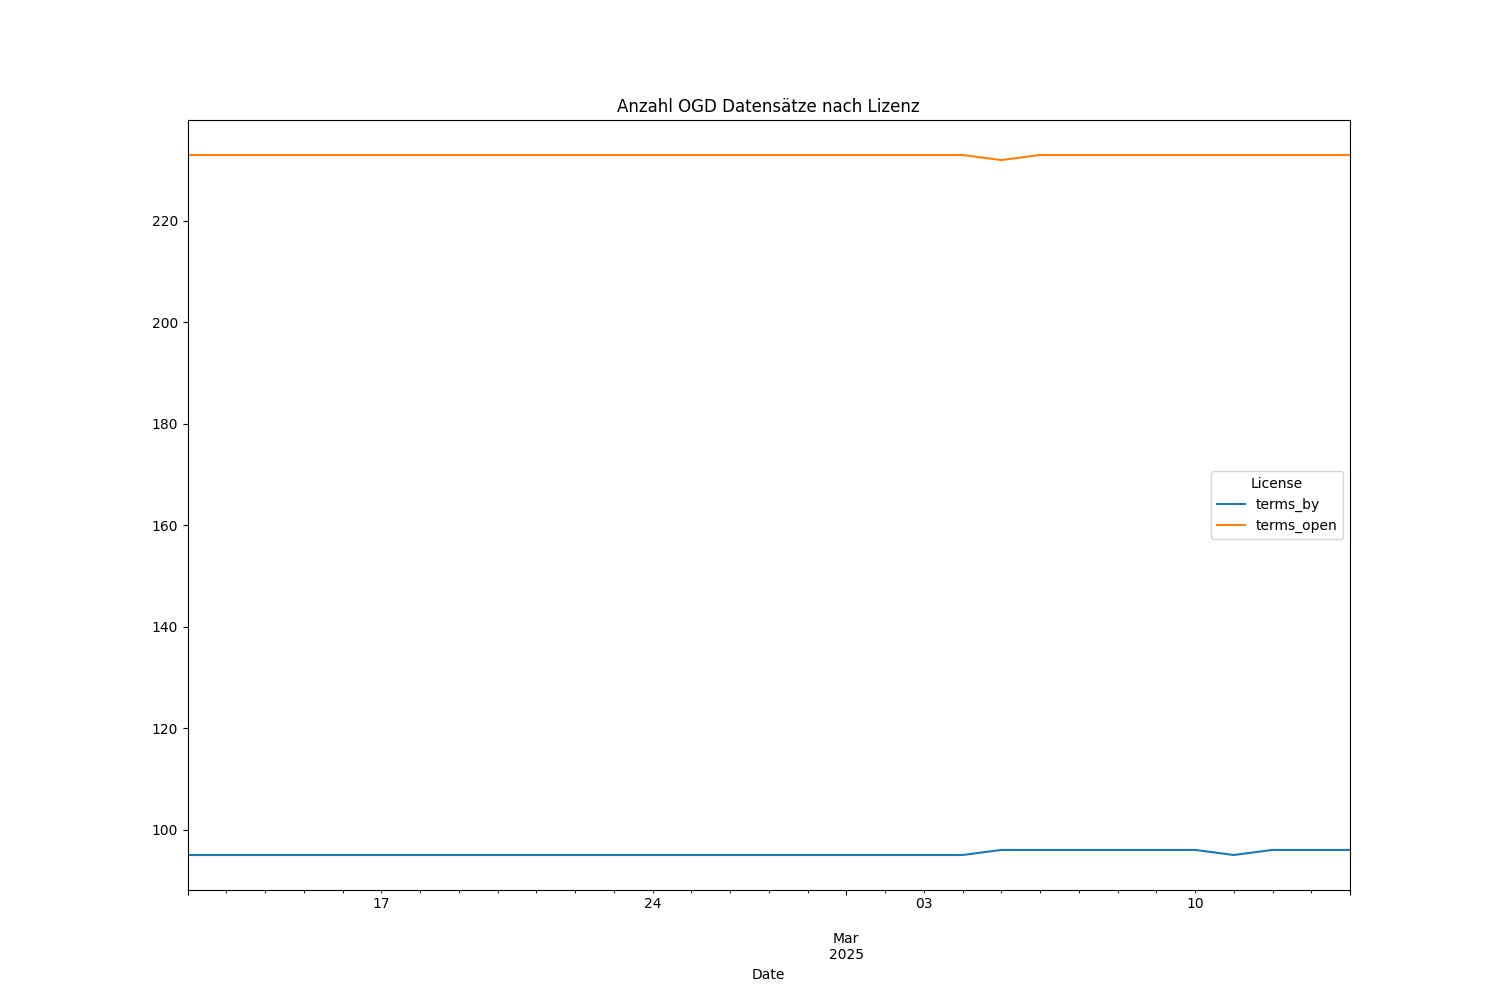 Anzahl OGD Datensätze nach Lizenz
220
200
180
160
140
120
100
License
terms_by
terms_open
17
24
03
10
Mar
2025
Date